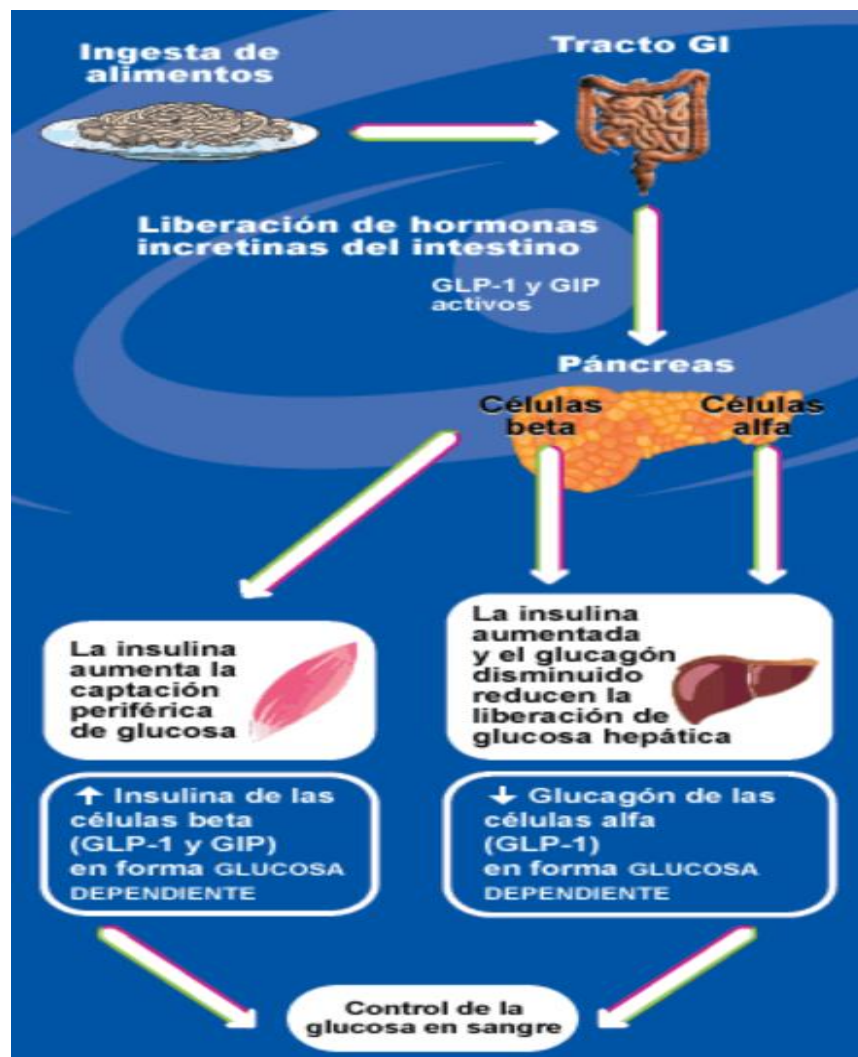 Ingesta de
alimentos
Tracto GI
Liberación de hormonas
incretinas del intestino
GLP-1 y GIP
activos
Páncreas
Células
beta
Células
alfa
La insulina
aumenta la
captación
periférica
de glucosa
La insulina
aumentada
y el glucagón
disminuido
reducen la
liberación de
glucosa hepática
↑ Insulina de las
células beta
(GLP-1 y GIP)
en forma GLUCOSA
DEPENDIENTE
↓ Glucagón de las
células alfa
(GLP-1)
en forma GLUCOSA
DEPENDIENTE
Control de la
glucosa en sangre